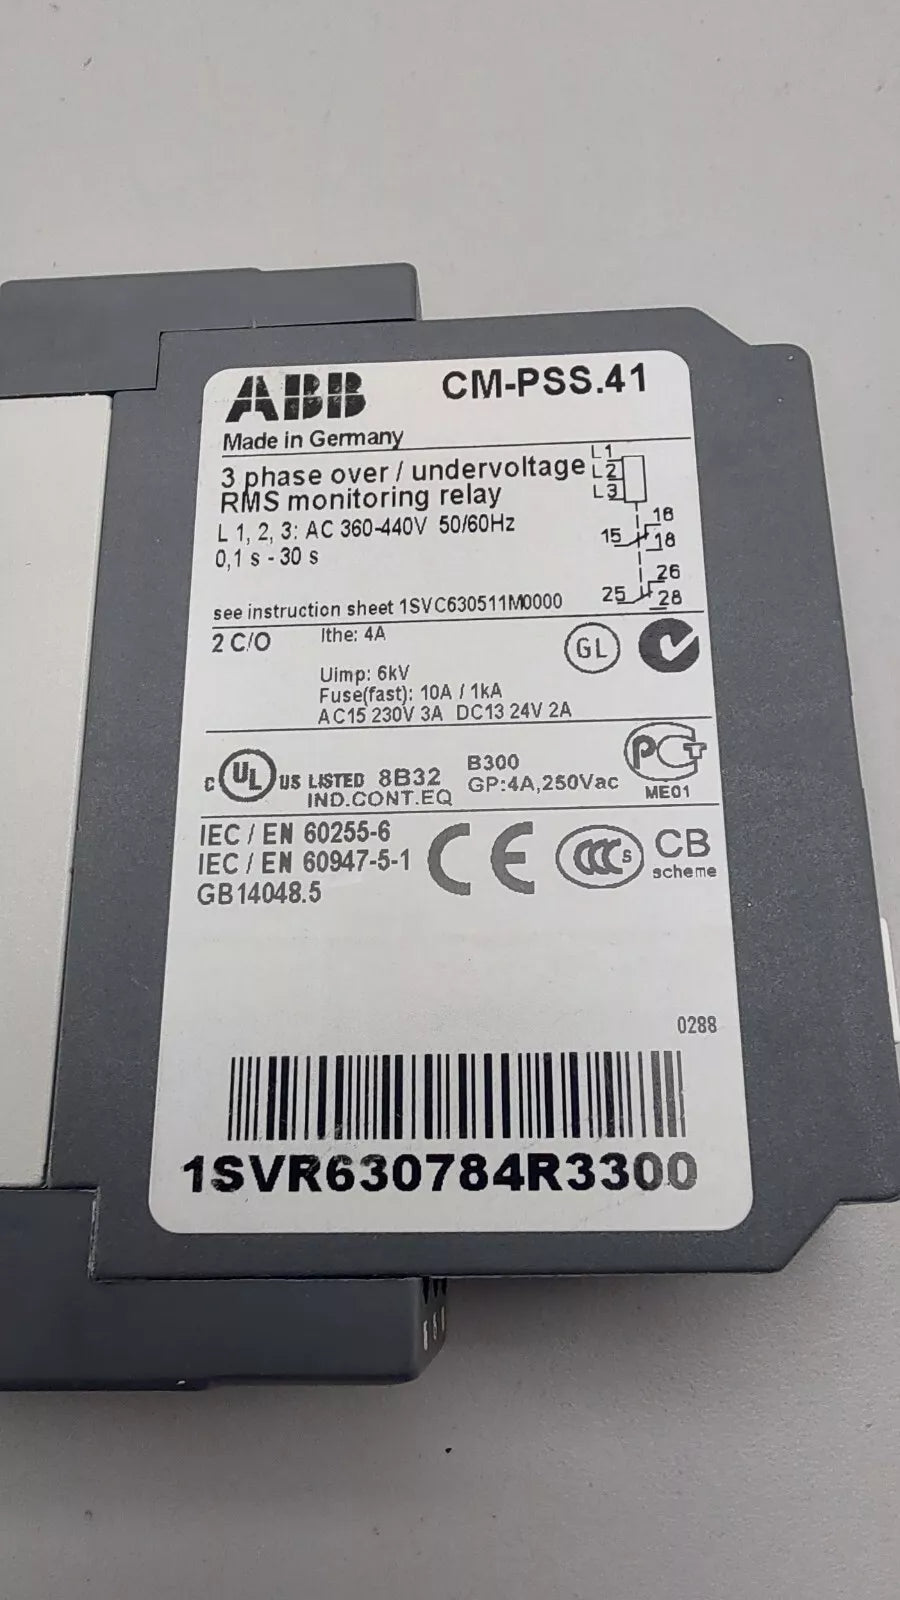 ABB CM-PSS.41
Made in Germany
3 phase over / undervoltage
RMS monitoring relay
L 1, 2, 3: AC 360-440V 50/60Hz
0,1 s - 30 s
L1
L2
L3
16
15 18
26
25 28
see instruction sheet 1SVC630511M0000
2 C/O Ithe: 4A
GL
Uimp: 6kV
Fuse(fast): 10A / 1kA
AC15 230V 3A DC13 24V 2A
C UL US LISTED 8B32
IND.CONT.EQ
B300
GP:4A,250Vac
PCT
ME01
IEC / EN 60255-6
IEC / EN 60947-5-1
GB14048.5
CE CCC S CB
scheme
0288
1SVR630784R3300